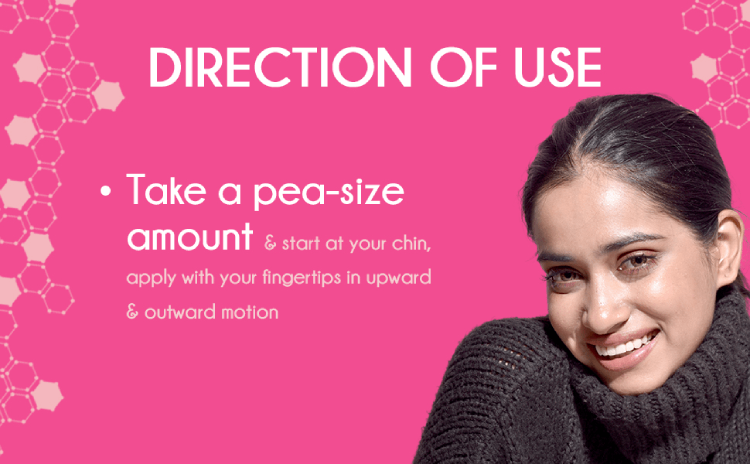 DIRECTION OF USE
• Take a pea-size
amount & start at your chin,
apply with your fingertips in upward
& outward motion